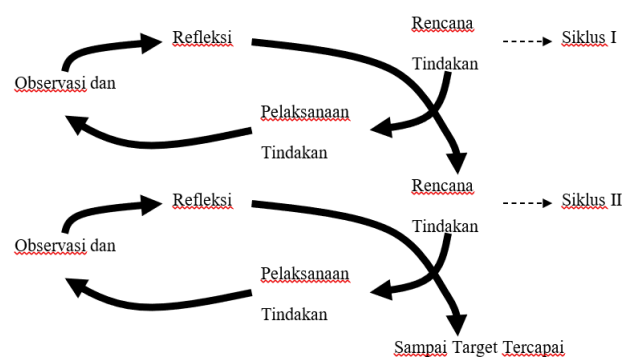 Rencana
Tindakan
Siklus I
Refleksi
Observasi dan
Pelaksanaan
Tindakan
Rencana
Tindakan
Siklus II
Refleksi
Observasi dan
Pelaksanaan
Tindakan
Sampai Target Tercapai